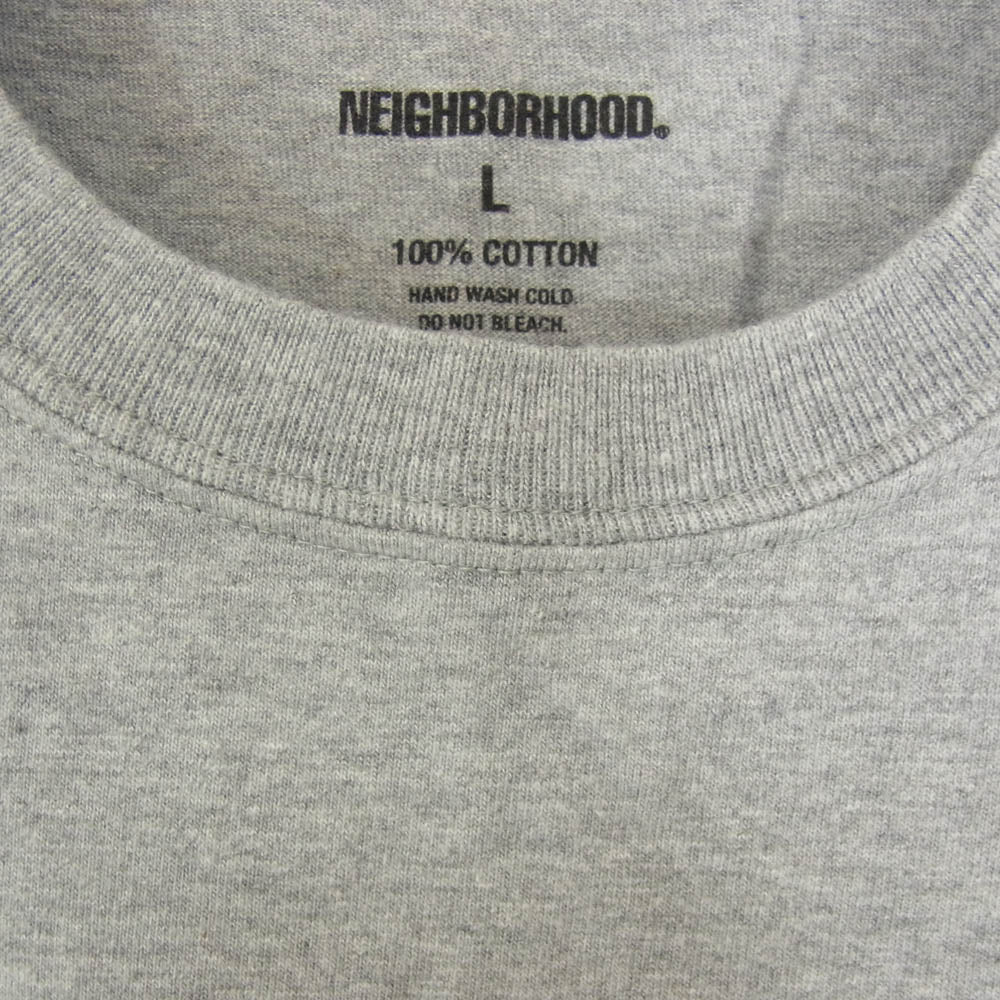 NEIGHBORHOOD®
L
100% COTTON
HAND WASH COLD.
DO NOT BLEACH.